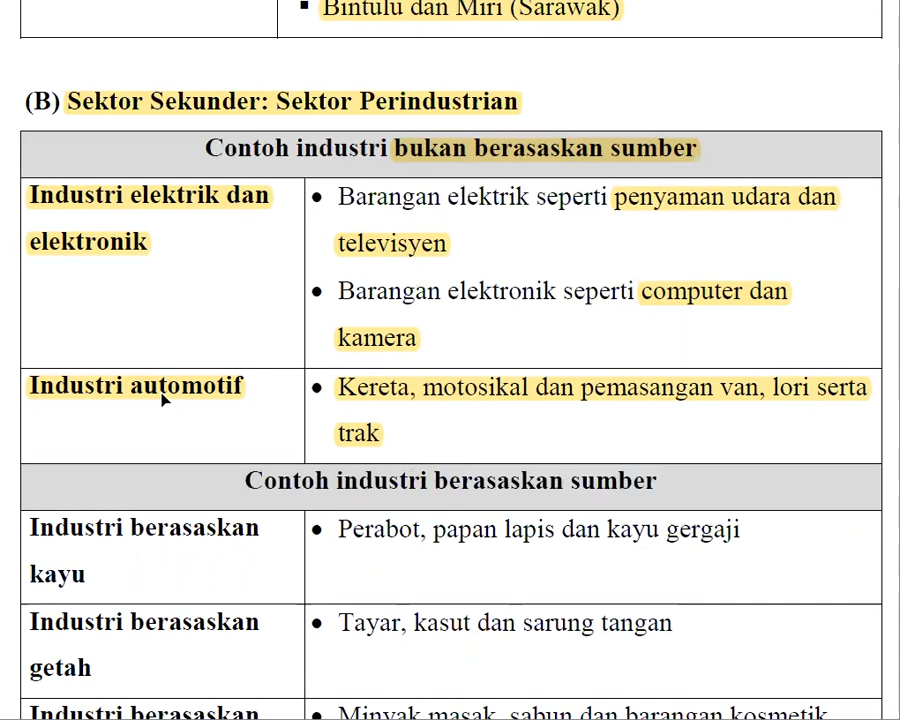 ▪ Bintulu dan Miri (Sarawak)
(B) Sektor Sekunder: Sektor Perindustrian
Contoh industri bukan berasaskan sumber
Industri elektrik dan
elektronik
• Barangan elektrik seperti penyaman udara dan
televisyen
• Barangan elektronik seperti computer dan
kamera
Industri automotif
• Kereta, motosikal dan pemasangan van, lori serta
trak
Contoh industri berasaskan sumber
Industri berasaskan
kayu
• Perabot, papan lapis dan kayu gergaji
Industri berasaskan
getah
• Tayar, kasut dan sarung tangan
Industri berasaskan
• Minyak masak, sabun dan barangan kosmetik